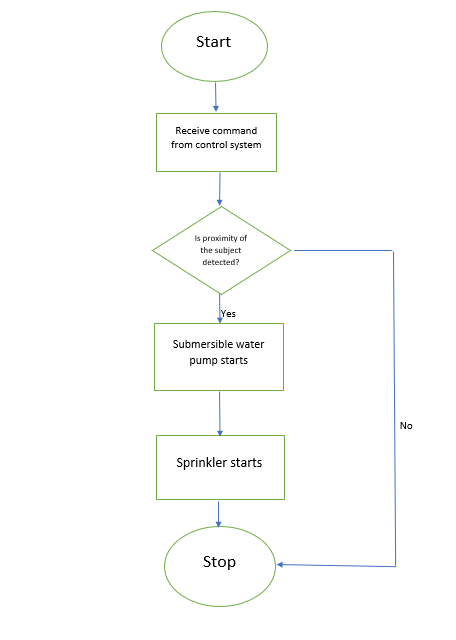 Start
Receive command
from control system
Is proximity of
the subject
detected?
Yes
Submersible water
pump starts
No
Sprinkler starts
Stop